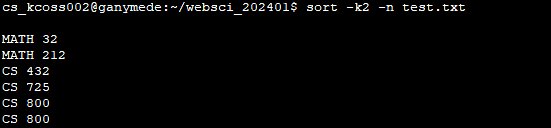 cs_kcoss002@ganymede:~/websci_202401$ sort -k2 -n test.txt
MATH 32
MATH 212
CS 432
CS 725
CS 800
CS 800